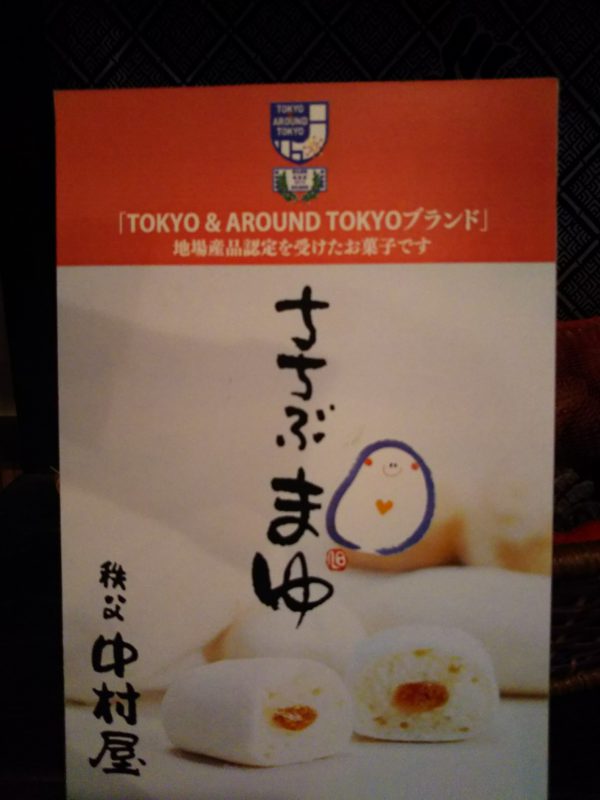 TOKYO
AROUND
TOKYO
「TOKYO & AROUND TOKYOブランド」
地場産品認定を受けたお菓子です
ちちぶまゆ
秩父 中村屋